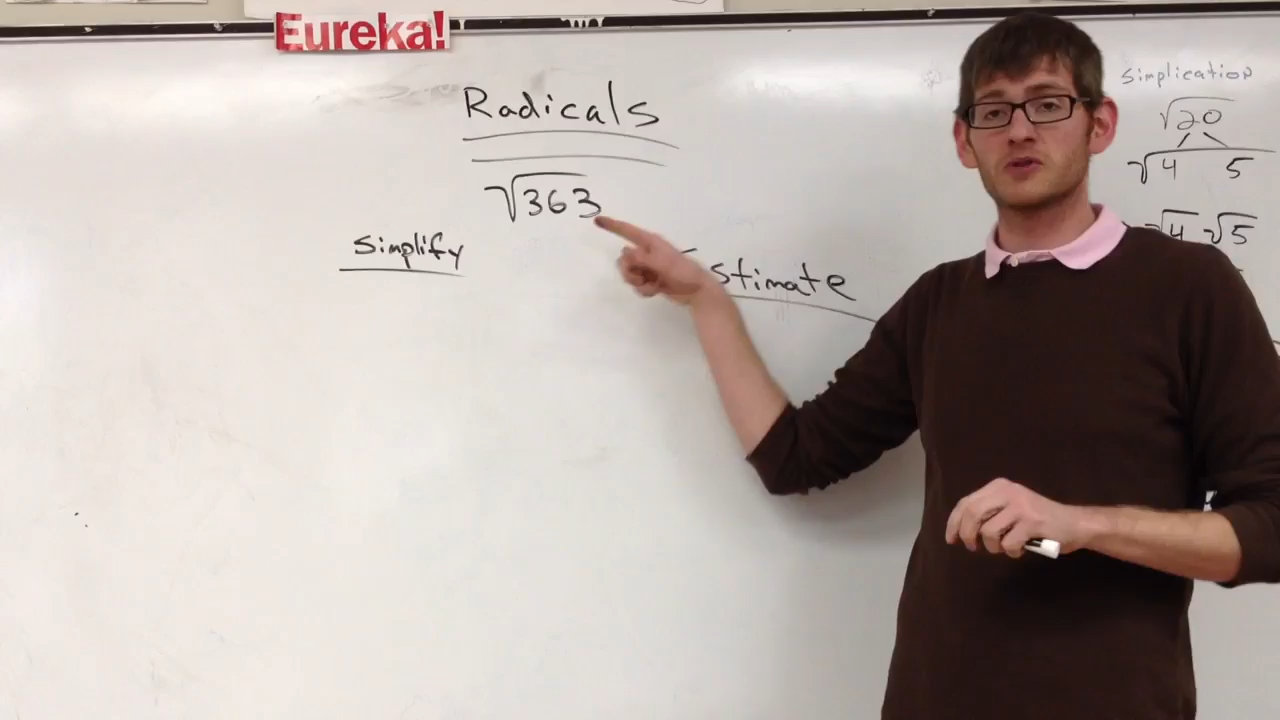 Eureka!
Radicals
√363
Simplify
stimate
Simplication
√20
√4 5
√4 √5